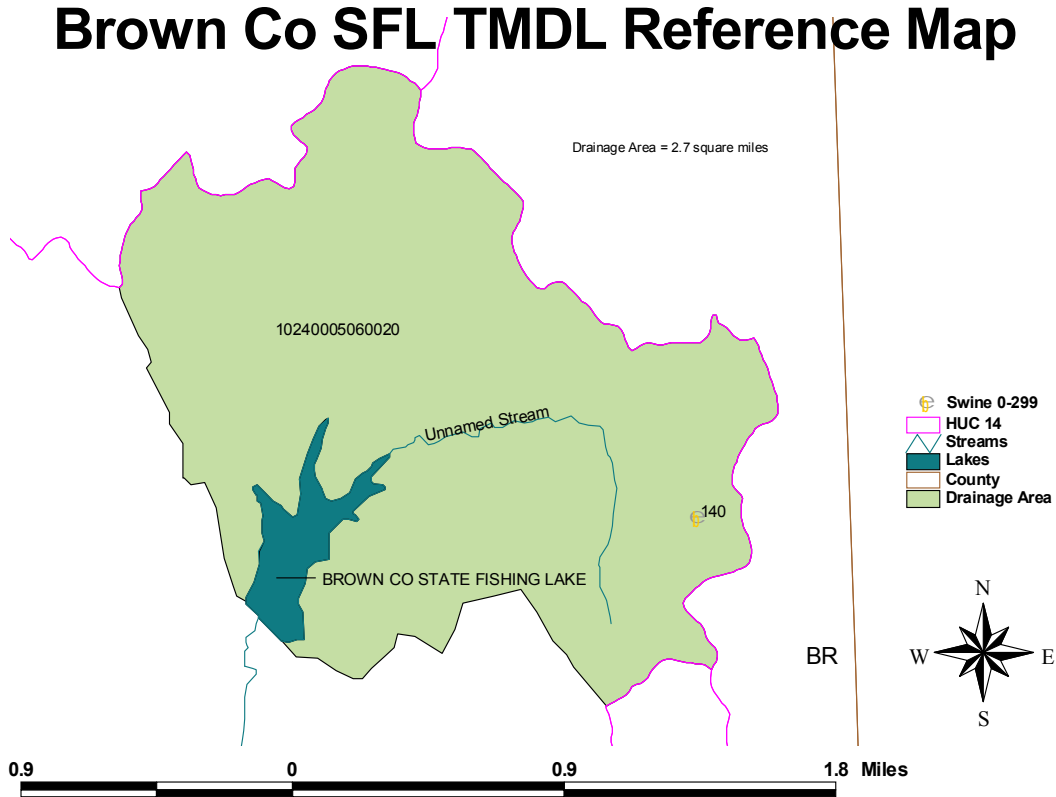 Brown Co SFL TMDL Reference Map
Drainage Area = 2.7 square miles
10240005060020
Unnamed Stream
Swine 0-299
HUC 14
Streams
Lakes
County
Drainage Area
140
BROWN CO STATE FISHING LAKE
BR
N
W E
S
0.9 0 0.9 1.8 Miles